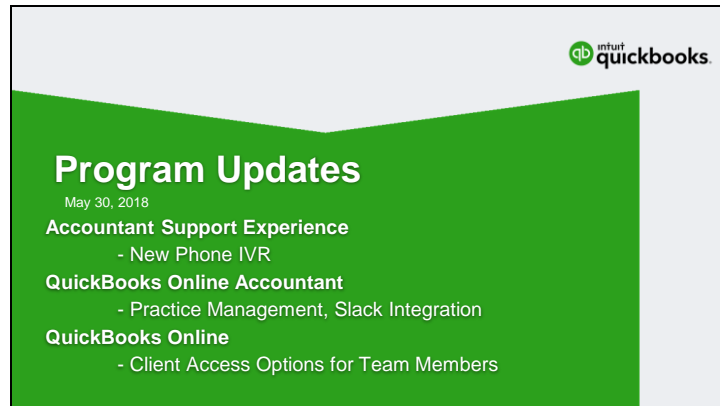 intuit
qb quickbooks.
Program Updates
May 30, 2018
Accountant Support Experience
- New Phone IVR
QuickBooks Online Accountant
- Practice Management, Slack Integration
QuickBooks Online
- Client Access Options for Team Members